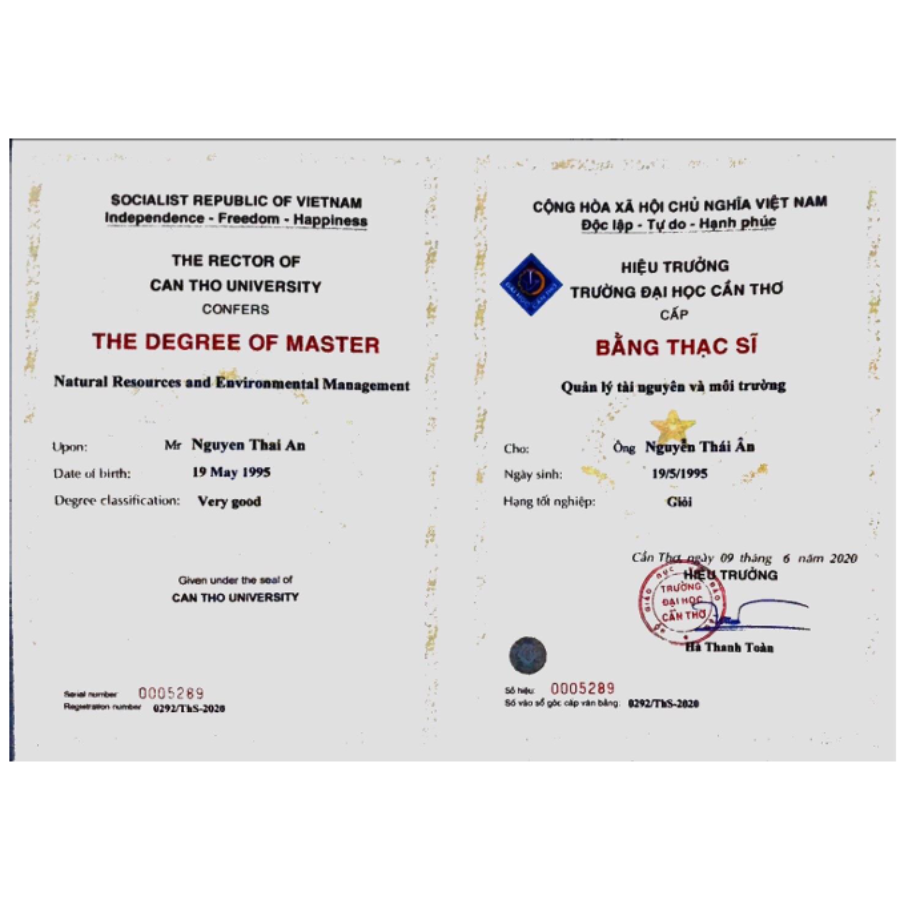 SOCIALIST REPUBLIC OF VIETNAM
Independence - Freedom - Happiness
THE RECTOR OF
CAN THO UNIVERSITY
CONFERS
THE DEGREE OF MASTER
Natural Resources and Environmental Management
Upon: Mr Nguyen Thai An
Date of birth: 19 May 1995
Degree classification: Very good
Given under the seal of
CAN THO UNIVERSITY
Serial number 0005289
Registration number 0292/ThS-2020
CỘNG HÒA XÃ HỘI CHỦ NGHĨA VIỆT NAM
Độc lập - Tự do - Hạnh phúc
ĐẠI HỌC CẦN THƠ
HIỆU TRƯỞNG
TRƯỜNG ĐẠI HỌC CẦN THƠ
CẤP
BẰNG THẠC SĨ
Quản lý tài nguyên và môi trường
Cho: Ông Nguyễn Thái Ân
Ngày sinh: 19/5/1995
Hạng tốt nghiệp: Giỏi
Cần Thơ, ngày 09 tháng 6 năm 2020
HIỆU TRƯỞNG
TRƯỜNG
ĐẠI HỌC
CẦN THƠ
Hà Thanh Toàn
Số hiệu: 0005289
Số vào sổ gốc cấp văn bằng: 0292/ThS-2020